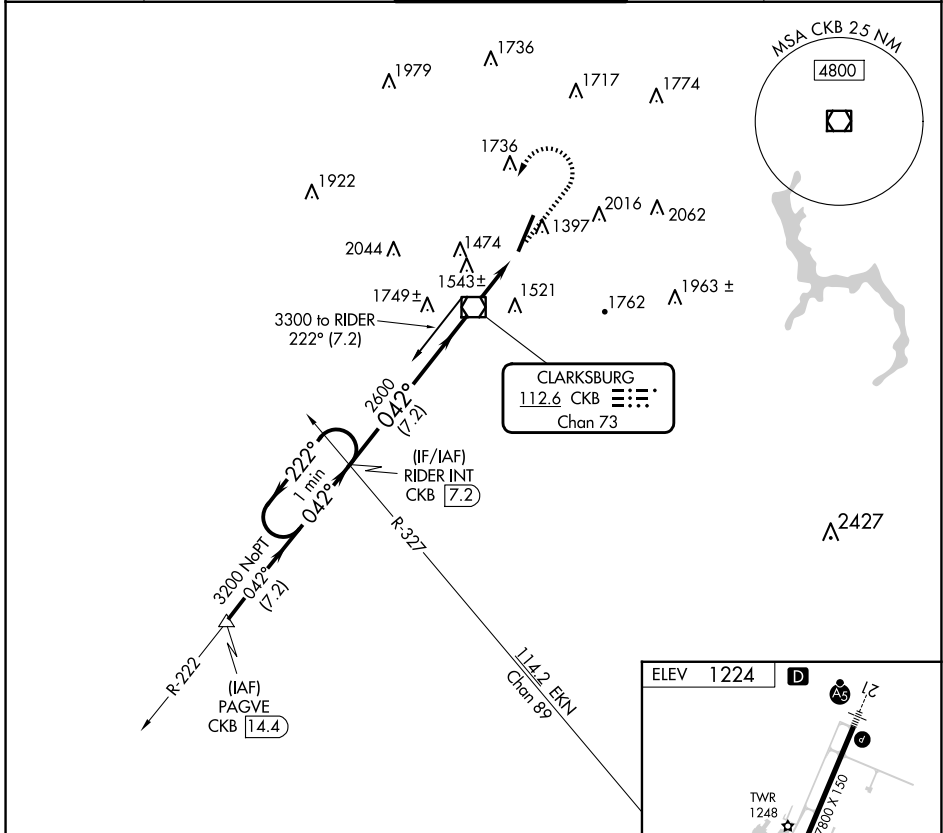 MSA CKB 25 NM
4800
1736
1979
1717
1774
1736
1922
2016
2062
1397
2044
1474
1543±
1749±
1521
1762
1963 ±
3300 to RIDER
222° (7.2)
CLARKSBURG
112.6 CKB
Chan 73
2600
042°
(7.2)
(IF/IAF)
RIDER INT
CKB 7.2
222°
1 min
042°
R-327
2427
3200 NoPT
042°
(7.2)
R-222
(IAF)
PAGVE
CKB 14.4
114.2 EKN
Chan 89
ELEV 1224 D
A5
21
P
TWR
1248
7800 X 150